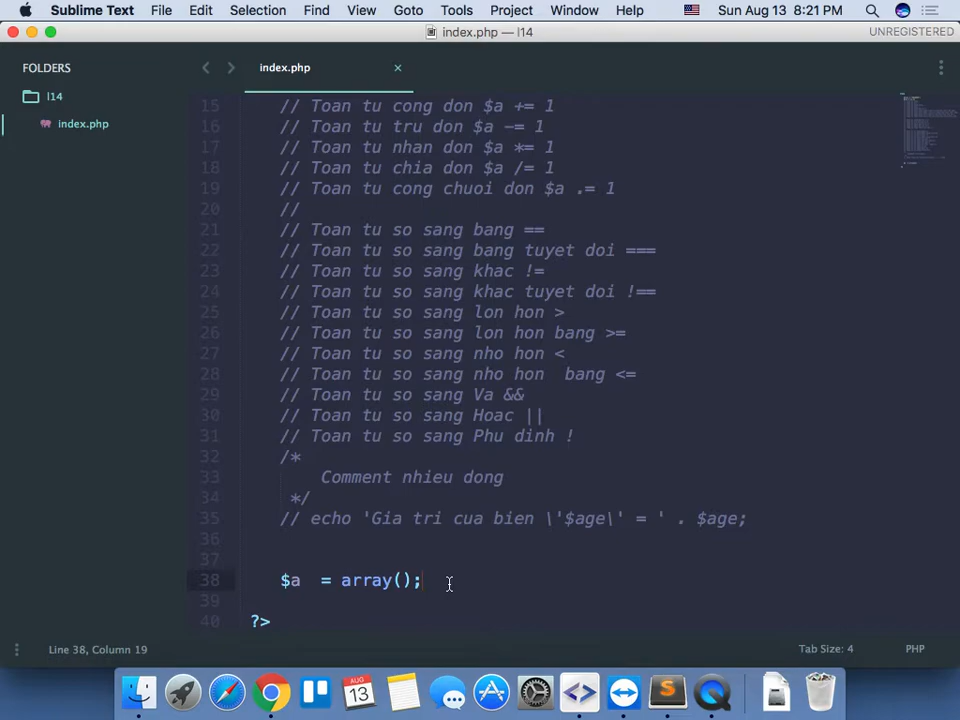 Sublime Text File Edit Selection Find View Goto Tools Project Window Help Sun Aug 13 8:21 PM
index.php — l14 UNREGISTERED
FOLDERS
l14
index.php
index.php ×
15 // Toan tu cong don $a += 1
16 // Toan tu tru don $a -= 1
17 // Toan tu nhan don $a *= 1
18 // Toan tu chia don $a /= 1
19 // Toan tu cong chuoi don $a .= 1
20 //
21 // Toan tu so sang bang ==
22 // Toan tu so sang bang tuyet doi ===
23 // Toan tu so sang khac !=
24 // Toan tu so sang khac tuyet doi !==
25 // Toan tu so sang lon hon >
26 // Toan tu so sang lon hon bang >=
27 // Toan tu so sang nho hon <
28 // Toan tu so sang nho hon  bang <=
29 // Toan tu so sang Va &&
30 // Toan tu so sang Hoac ||
31 // Toan tu so sang Phu dinh !
32 /*
33 Comment nhieu dong
34 */
35 // echo 'Gia tri cua bien \'$age\' = ' . $age;
36
37
38 $a  = array();
39
40 ?>
Line 38, Column 19 Tab Size: 4 PHP
AUG
13